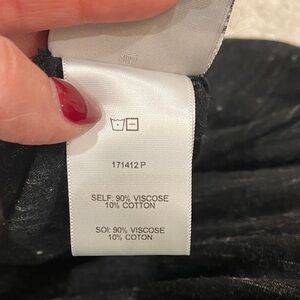 171412 P
SELF: 90% VISCOSE
10% COTTON
SOI: 90% VISCOSE
10% COTON